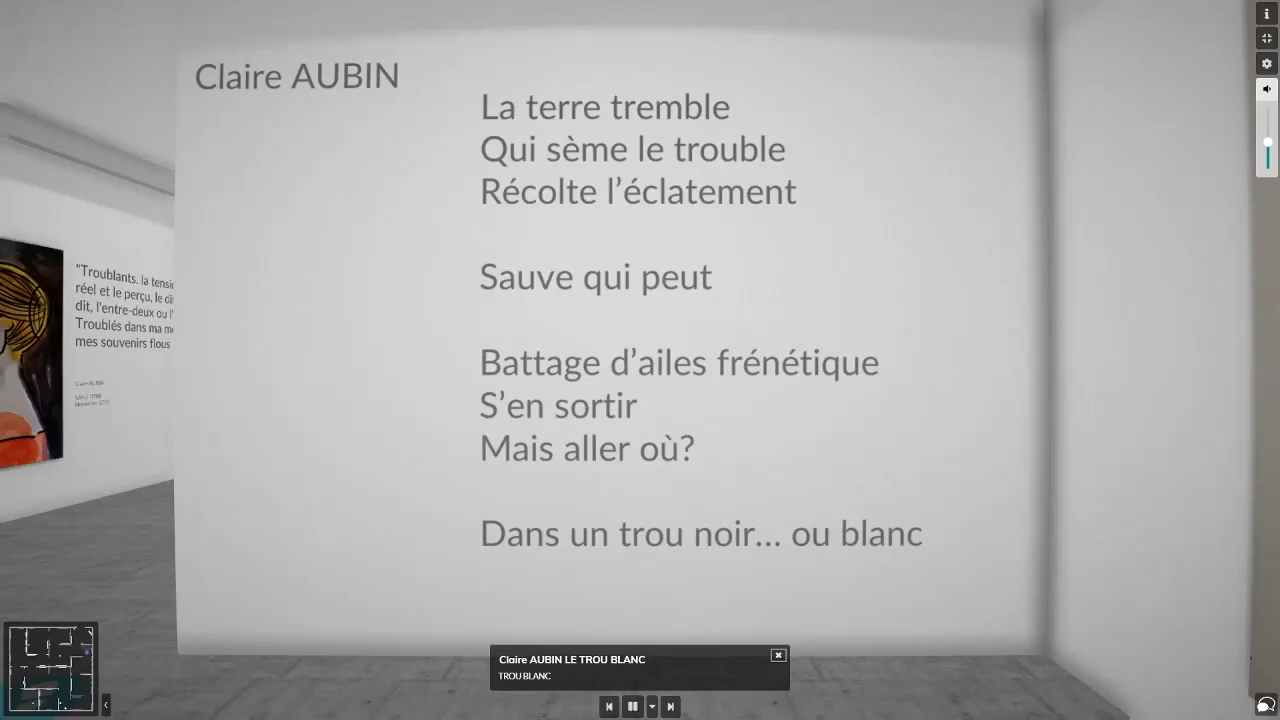 Claire AUBIN
La terre tremble
Qui sème le trouble
Récolte l’éclatement
Sauve qui peut
Battage d’ailes frénétique
S’en sortir
Mais aller où?
Dans un trou noir... ou blanc
"Troublants. la
réel et le perçu, le
dit, l'entre-deux ou
Troublés dans ma
mes souvenirs flous
Claire AUBIN
Claire AUBIN LE TROU BLANC
TROU BLANC